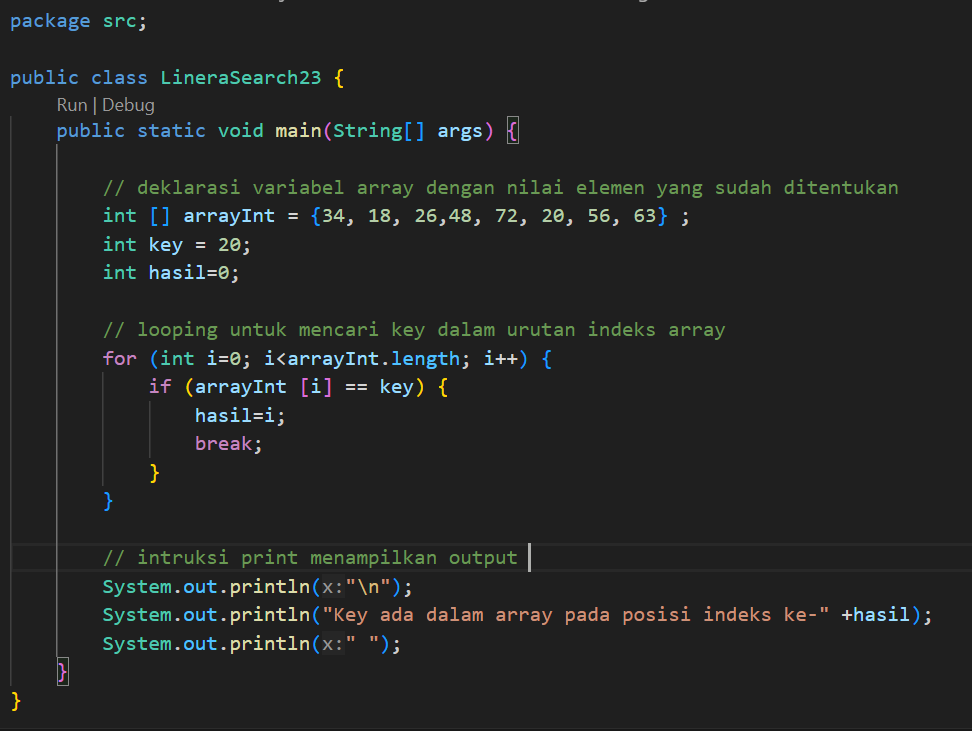 package src;
public class LineraSearch23 {
Run | Debug
public static void main(String[] args) {
// deklarasi variabel array dengan nilai elemen yang sudah ditentukan
int [] arrayInt = {34, 18, 26,48, 72, 20, 56, 63} ;
int key = 20;
int hasil=0;
// looping untuk mencari key dalam urutan indeks array
for (int i=0; i<arrayInt.length; i++) {
if (arrayInt [i] == key) {
hasil=i;
break;
}
}
// intruksi print menampilkan output
System.out.println(x:"\n");
System.out.println("Key ada dalam array pada posisi indeks ke-" +hasil);
System.out.println(x:" ");
}
}